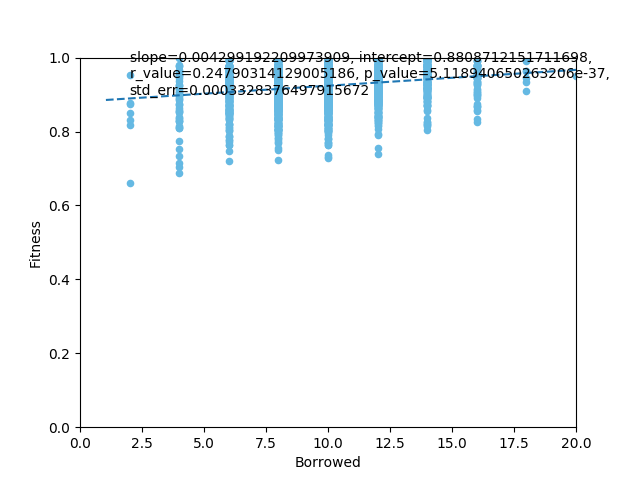 slope=0.004299192209973909, intercept=0.8808712151711698,
r_value=0.24790314129005186, p_value=5.118940650263206e-37,
std_err=0.0003328376497915672
1.0
0.8
0.6
0.4
0.2
0.0
Fitness
0.0 2.5 5.0 7.5 10.0 12.5 15.0 17.5 20.0
Borrowed